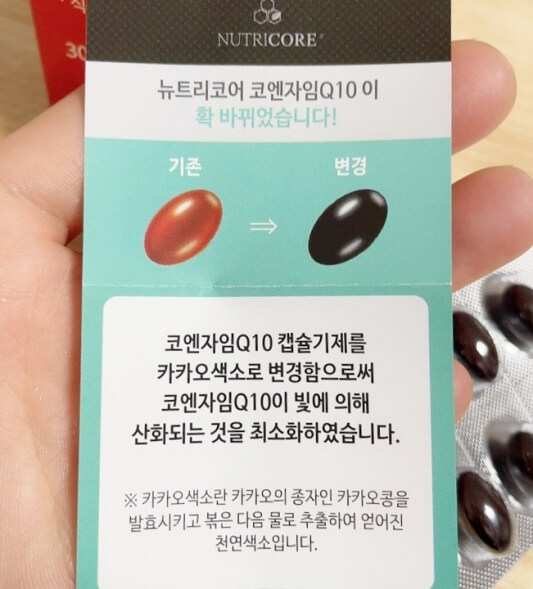 식
30
NUTRICORE®
뉴트리코어 코엔자임Q10 이
확 바뀌었습니다!
기존 ⇒ 변경
코엔자임Q10 캡슐기제를
카카오색소로 변경함으로써
코엔자임Q10이 빛에 의해
산화되는 것을 최소화하였습니다.
※ 카카오색소란 카카오의 종자인 카카오콩을
발효시키고 볶은 다음 물로 추출하여 얻어진
천연색소입니다.